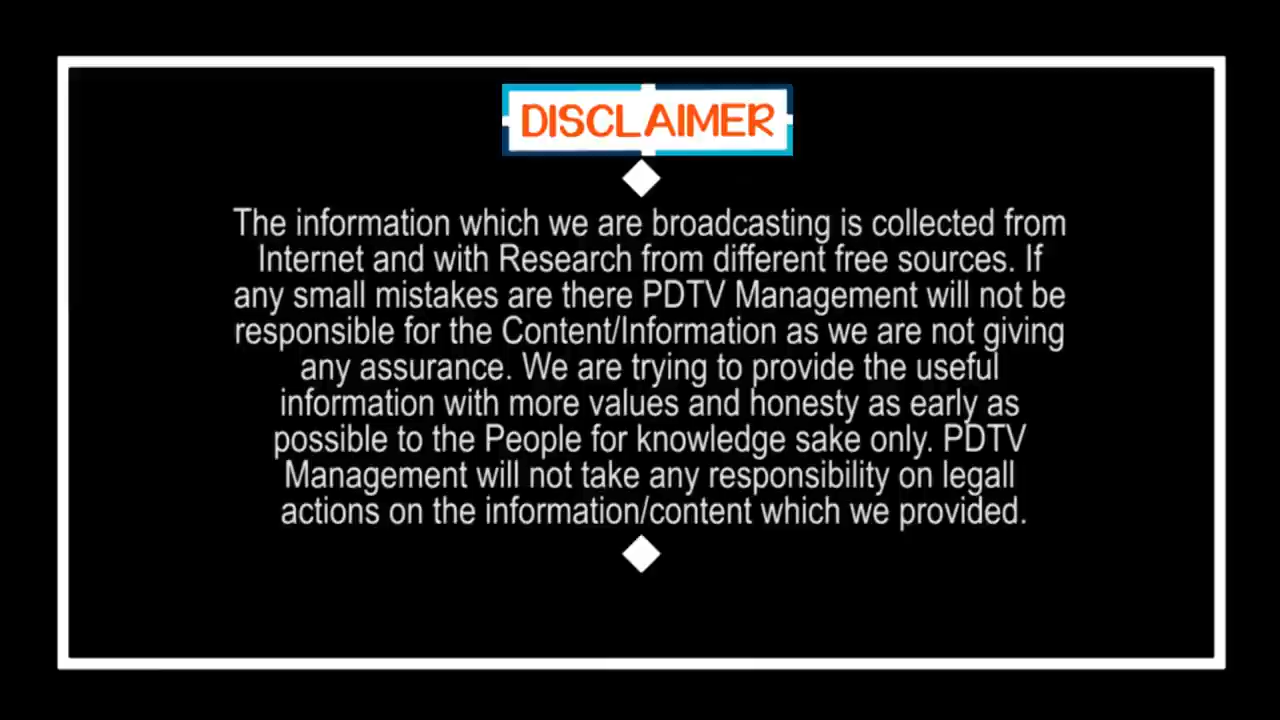 DISCLAIMER
The information which we are broadcasting is collected from
Internet and with Research from different free sources. If
any small mistakes are there PDTV Management will not be
responsible for the Content/Information as we are not giving
any assurance. We are trying to provide the useful
information with more values and honesty as early as
possible to the People for knowledge sake only. PDTV
Management will not take any responsibility on legall
actions on the information/content which we provided.